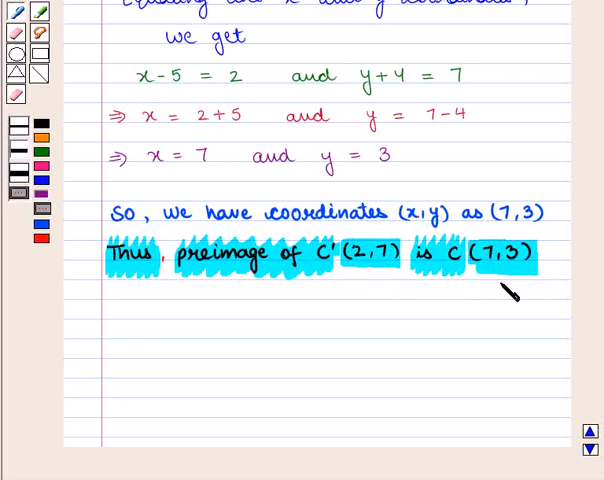 we get
x - 5 = 2 and y + 4 = 7
⇒ x = 2 + 5 and y = 7 - 4
⇒ x = 7 and y = 3
So, we have coordinates (x, y) as (7, 3)
Thus, preimage of C' (2, 7) is C (7, 3)